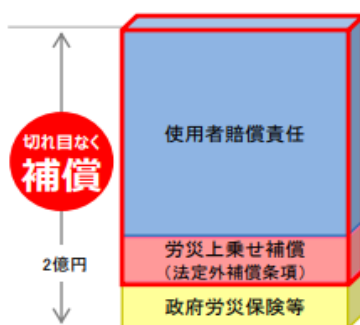 切れ目なく
補償
2億円
使用者賠償責任
労災上乗せ補償
（法定外補償条項）
政府労災保険等